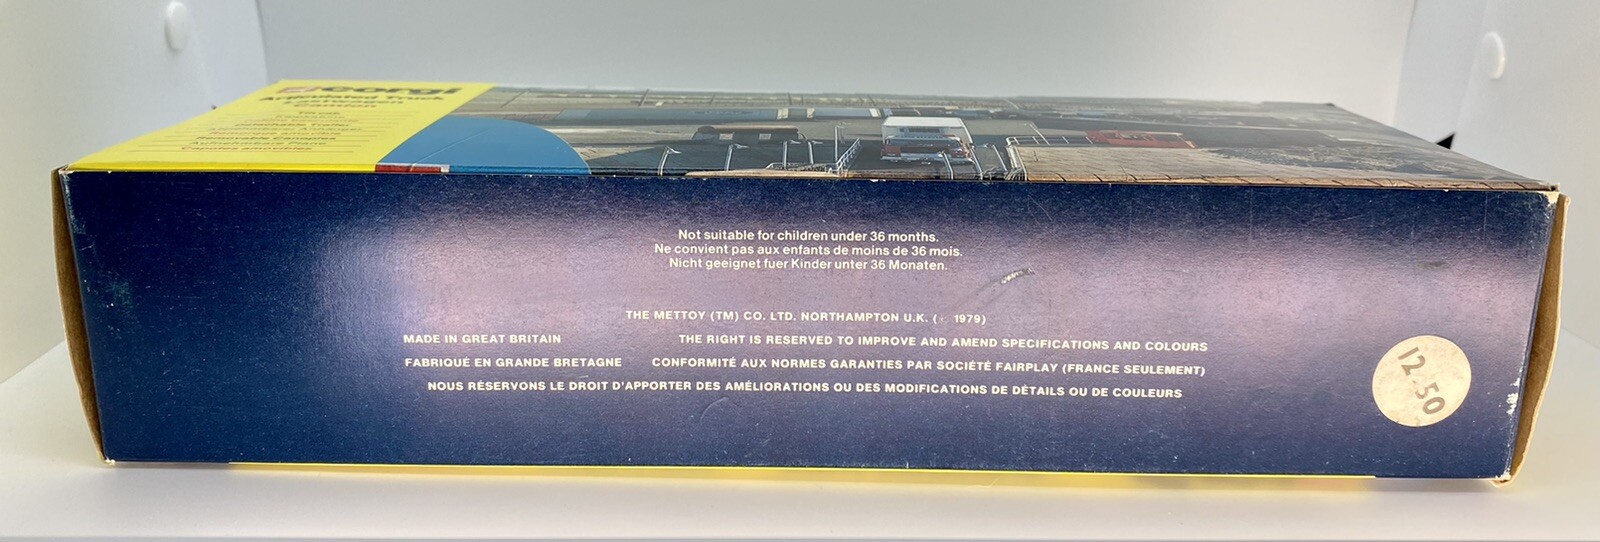 corgi
Articulated Truck
Lastwagen
Camion
Not suitable for children under 36 months.
Ne convient pas aux enfants de moins de 36 mois.
Nicht geeignet fuer Kinder unter 36 Monaten.
THE METTOY (TM) CO. LTD. NORTHAMPTON U.K. ( 1979)
MADE IN GREAT BRITAIN THE RIGHT IS RESERVED TO IMPROVE AND AMEND SPECIFICATIONS AND COLOURS
FABRIQUÉ EN GRANDE BRETAGNE CONFORMITÉ AUX NORMES GARANTIES PAR SOCIÉTÉ FAIRPLAY (FRANCE SEULEMENT)
NOUS RÉSERVONS LE DROIT D'APPORTER DES AMÉLIORATIONS OU DES MODIFICATIONS DE DÉTAILS OU DE COULEURS
12.50